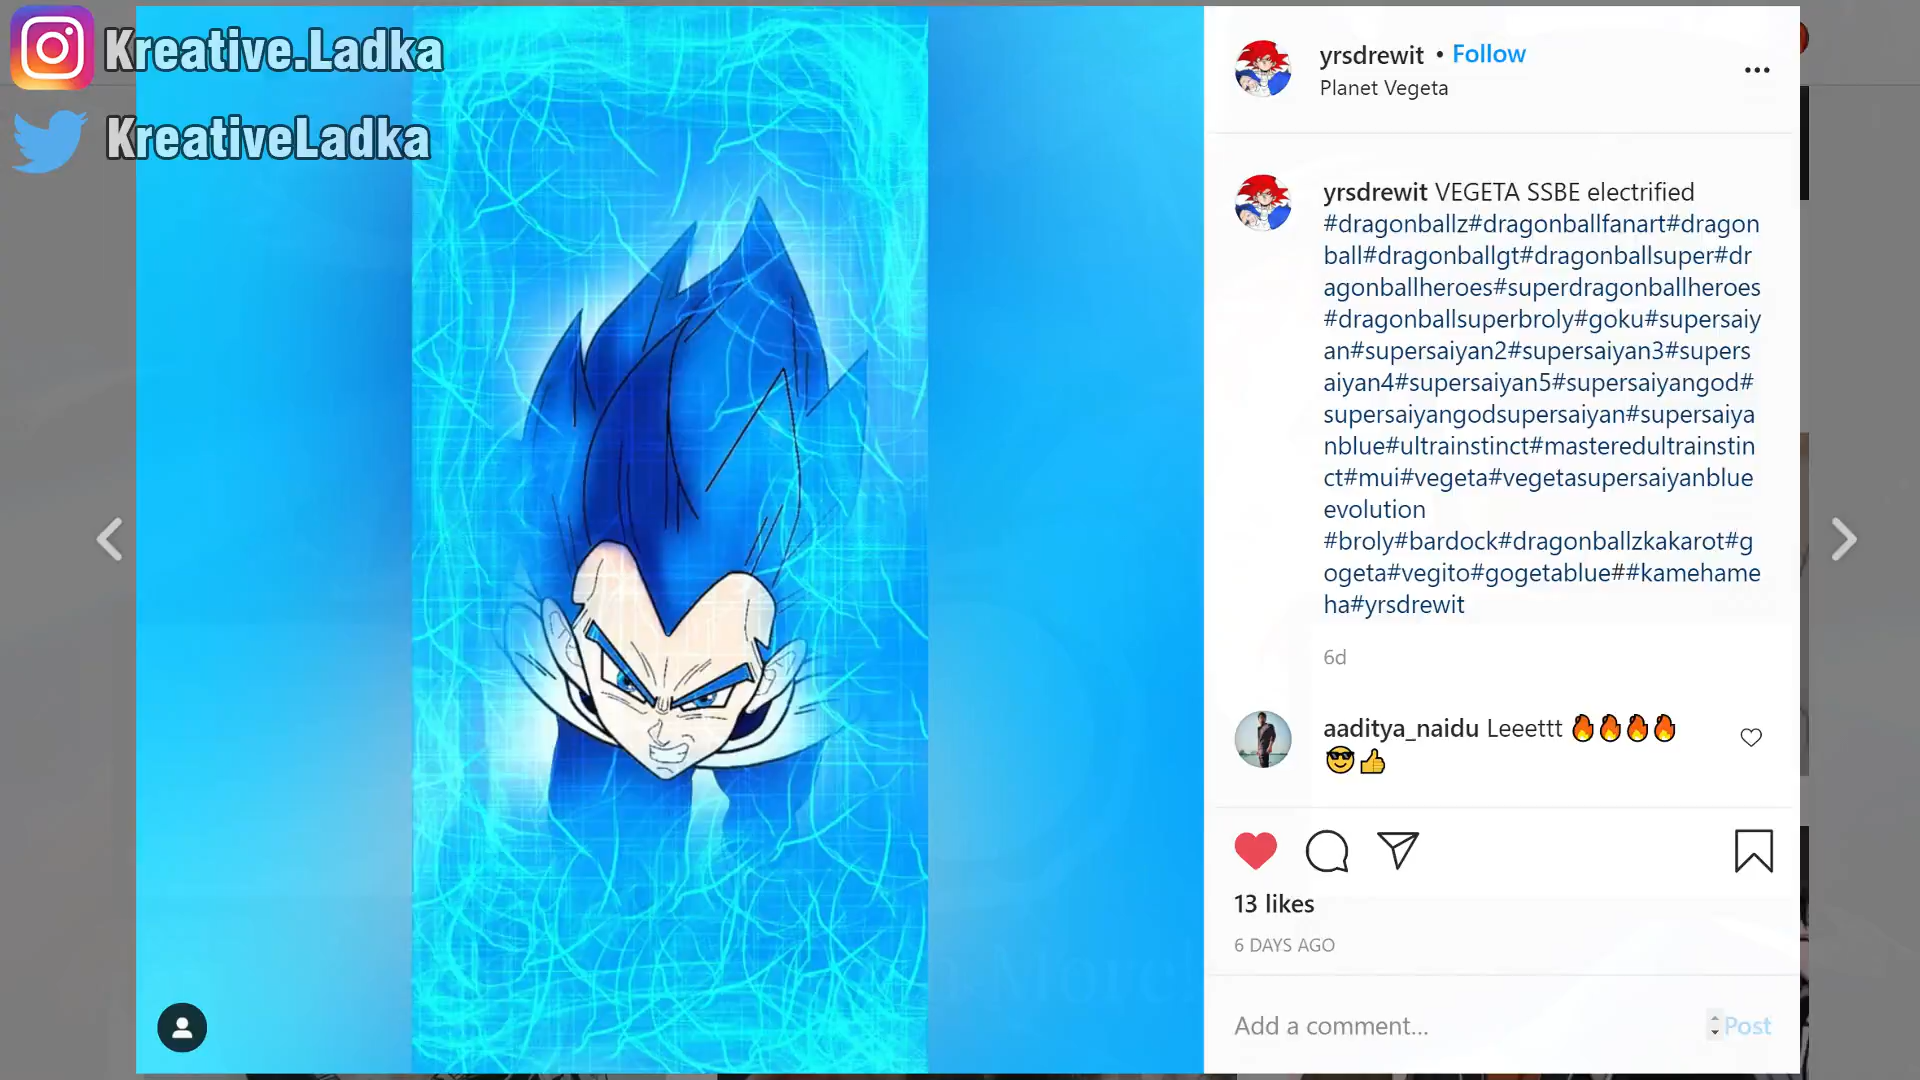 Kreative.Ladka
KreativeLadka
yrsdrewit • Follow
Planet Vegeta
yrsdrewit VEGETA SSBE electrified
#dragonballz#dragonballfanart#dragon
ball#dragonballgt#dragonballsuper#dr
agonballheroes#superdragonballheroes
#dragonballsuperbroly#goku#supersaiy
an#supersaiyan2#supersaiyan3#supers
aiyan4#supersaiyan5#supersaiyangod#
supersaiyangodsupersaiyan#supersaiya
nblue#ultrainstinct#masteredultrainstin
ct#mui#vegeta#vegetasupersaiyanblue
evolution
#broly#bardock#dragonballzkakarot#g
ogeta#vegito#gogetablue##kamehame
ha#yrsdrewit
6d
aaditya_naidu Leeettt 🔥🔥🔥🔥
😎👍
13 likes
6 DAYS AGO
Add a comment...
Post